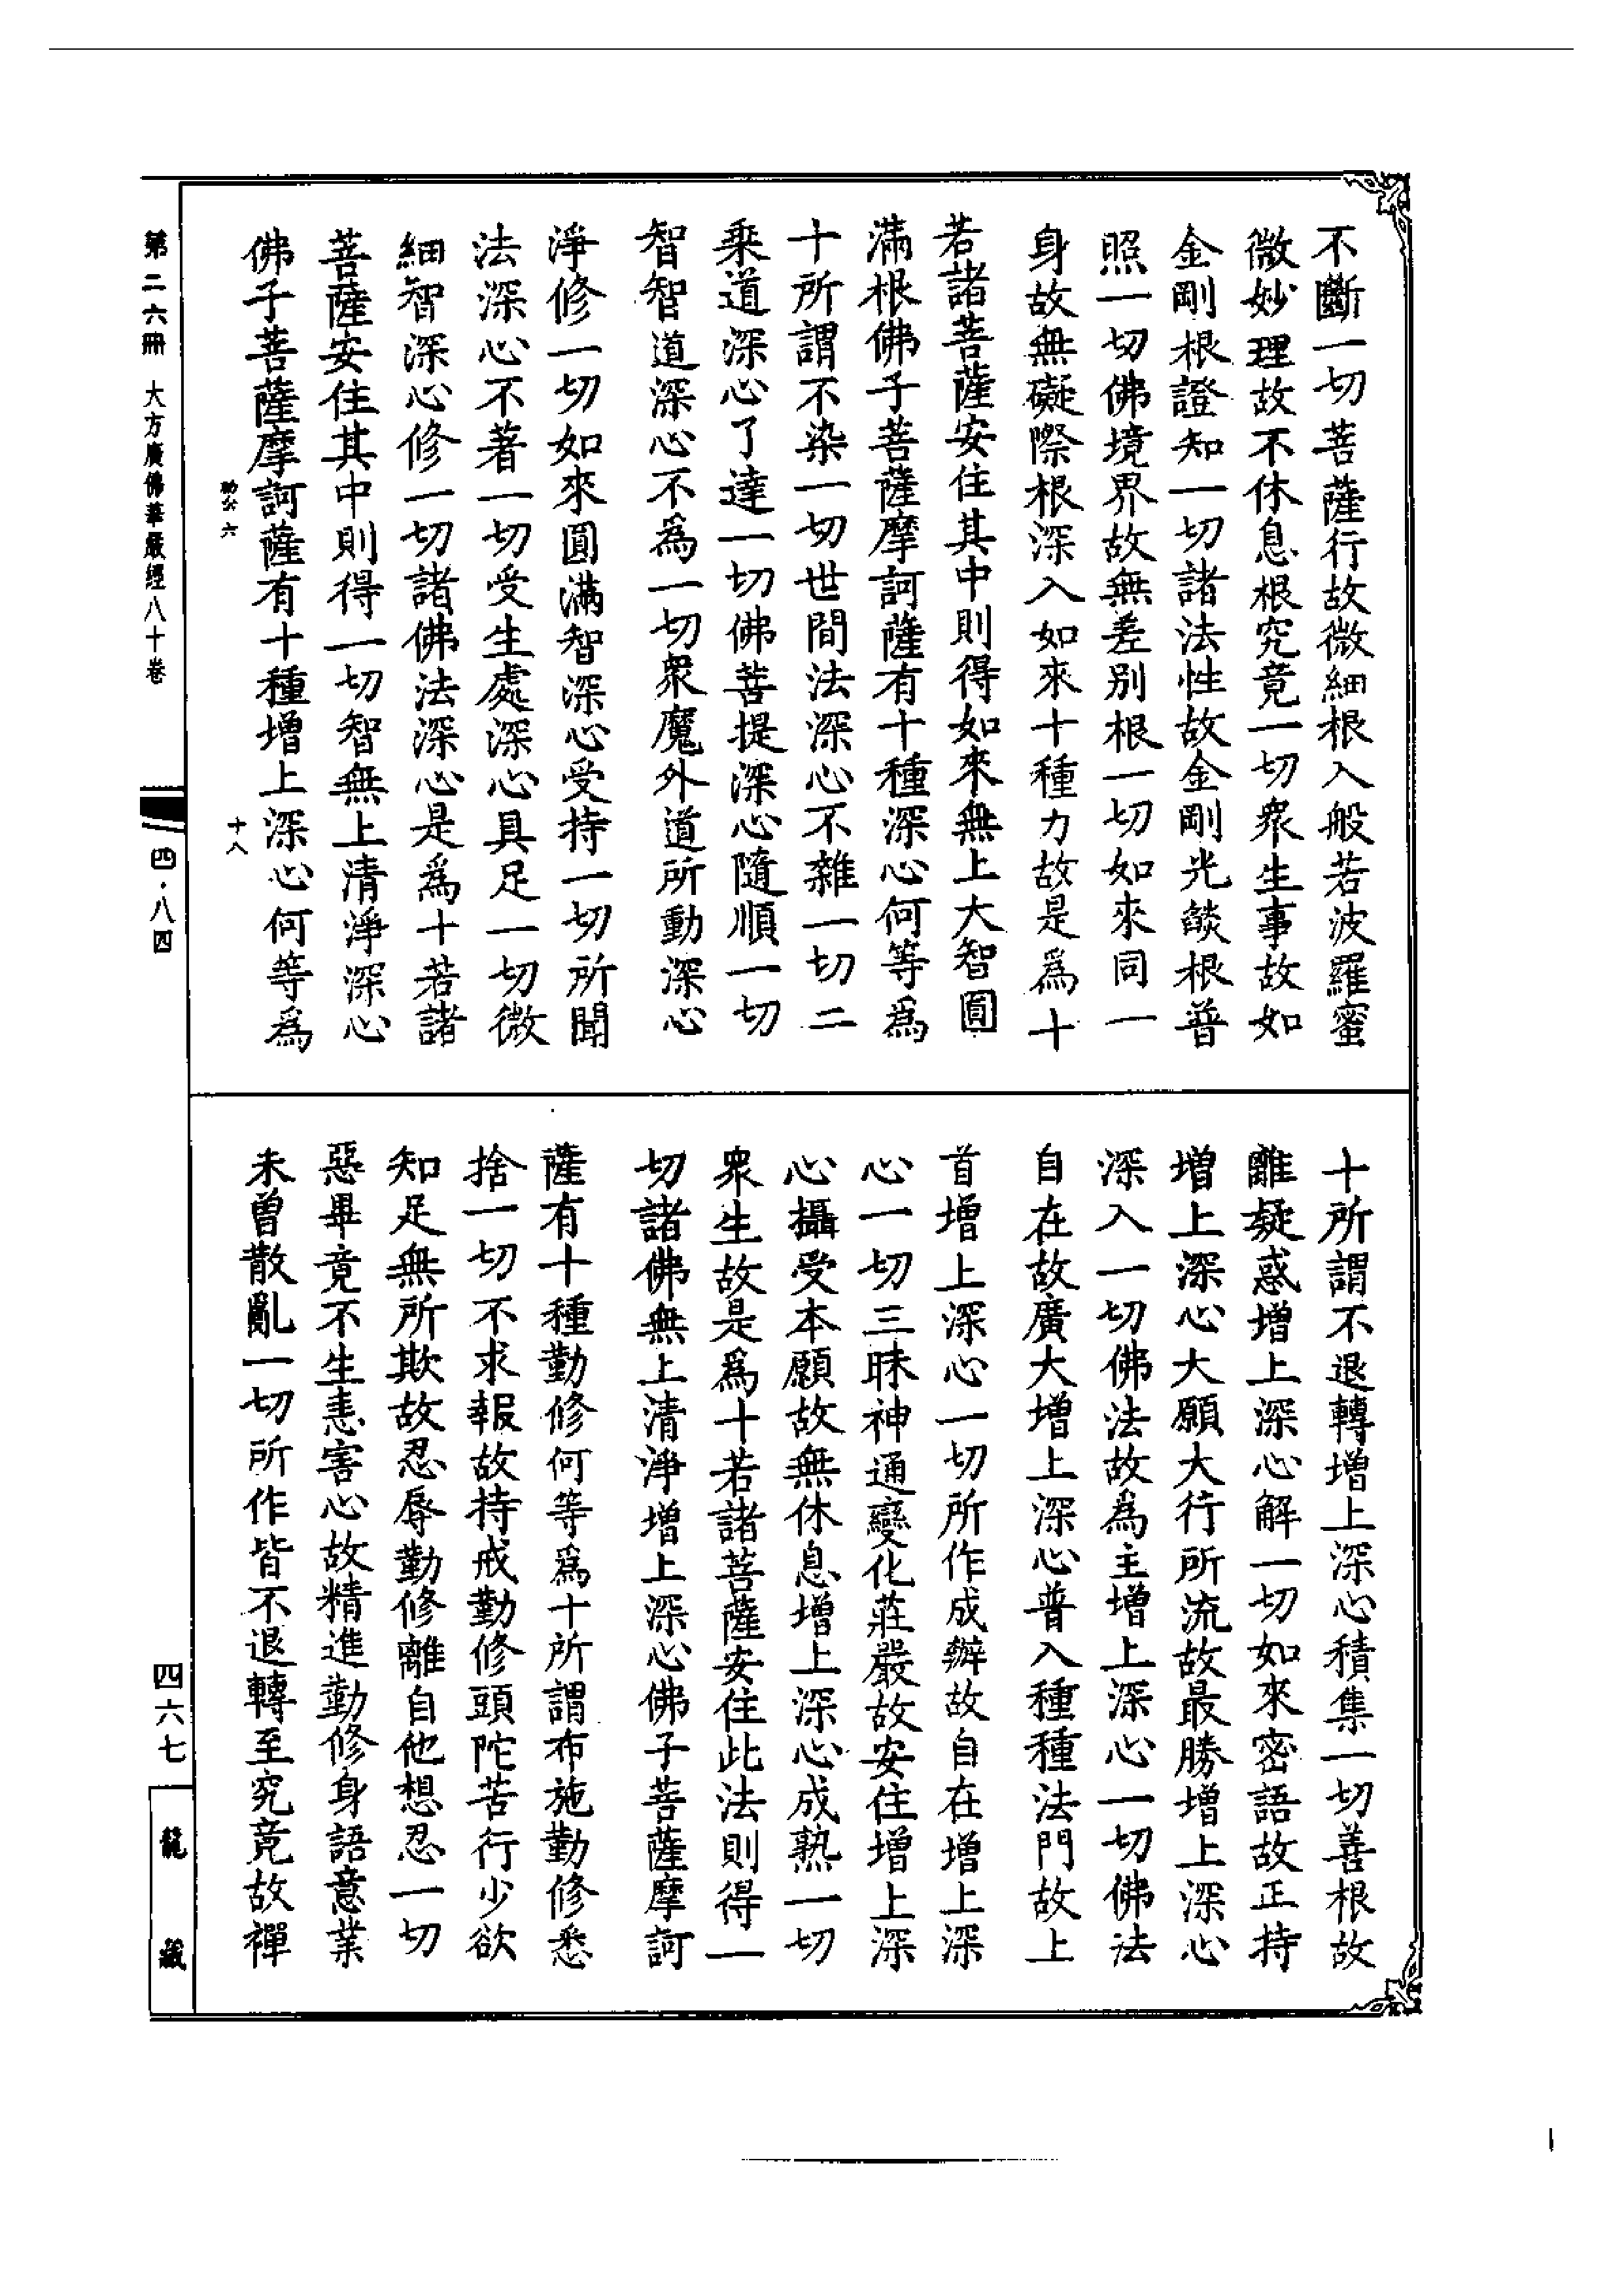 不斷一切菩薩行故微細根入般若波羅蜜
微妙理故不休息根究竟一切眾生事故如
金剛根證知一切諸法性故金剛光燄根普
照一切佛境界故無差別根一切如來同一
身故無礙際根深入如來十種力故是爲十
若諸菩薩安住其中則得如來無上大智圓
滿根佛子菩薩摩訶薩有十種深心何等爲
十所謂不染一切世間法深心不雜一切二
乘道深心了達一切佛菩提深心隨順一切
智智道深心不爲一切眾魔外道所動深心
淨修一切如來圓滿智深心受持一切所聞
法深心不著一切受生處深心具足一切微
細智深心修一切諸佛法深心是爲十若諸
菩薩安住其中則得一切智無上清淨深心
佛子菩薩摩訶薩有十種增上深心何等爲
十所謂不退轉增上深心積集一切善根故
離疑惑增上深心解一切如來密語故正持
增上深心大願大行所流故最勝增上深心
深入一切佛法故爲主增上深心一切佛法
自在故廣大增上深心普入種種法門故上
首增上深心一切所作成辦故自在增上深
心一切三昧神通變化莊嚴故安住增上深
心攝受本願故無休息增上深心成熟一切
眾生故是爲十若諸菩薩安住此法則得一
切諸佛無上清淨增上深心佛子菩薩摩訶
薩有十種勤修何等爲十所謂布施勤修悉
捨一切不求報故持戒勤修頭陀苦行少欲
知足無所欺故忍辱勤修離自他想忍一切
惡畢竟不生恚害心故精進勤修身語意業
未曾散亂一切所作皆不退轉至究竟故禪
十八
第二六冊 大方廣佛華嚴經八十卷
四·八四
四六七
龍藏